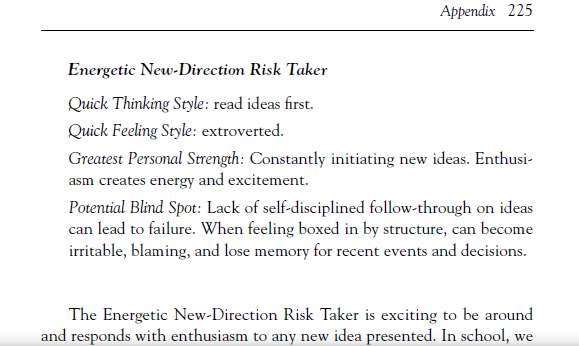 Appendix 225
Energetic New-Direction Risk Taker
Quick Thinking Style: read ideas first.
Quick Feeling Style: extroverted.
Greatest Personal Strength: Constantly initiating new ideas. Enthusi-
asm creates energy and excitement.
Potential Blind Spot: Lack of self-disciplined follow-through on ideas
can lead to failure. When feeling boxed in by structure, can become
irritable, blaming, and lose memory for recent events and decisions.
The Energetic New-Direction Risk Taker is exciting to be around
and responds with enthusiasm to any new idea presented. In school, we